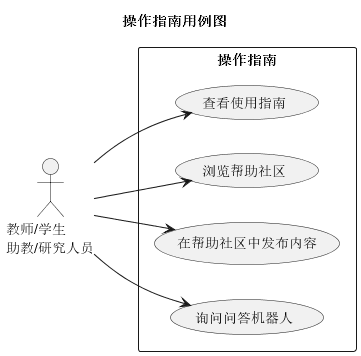 操作指南用例图
操作指南
查看使用指南
浏览帮助社区
教师/学生
助教/研究人员
在帮助社区中发布内容
询问问答机器人